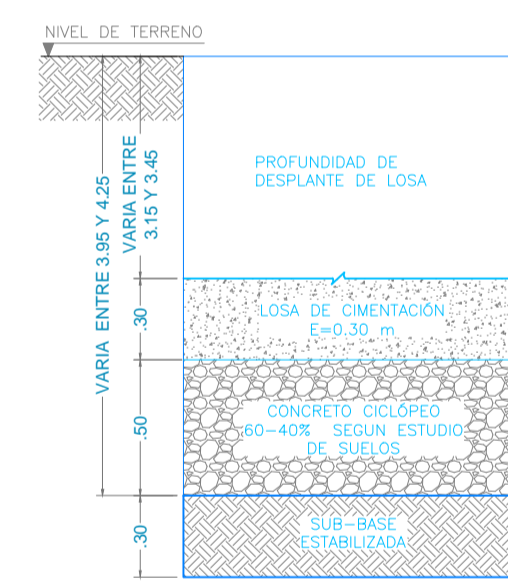 NIVEL DE TERRENO
VARIA ENTRE 3.95 Y 4.25
VARIA ENTRE
3.15 Y 3.45
PROFUNDIDAD DE
DESPLANTE DE LOSA
.30
LOSA DE CIMENTACIÓN
E=0.30 m
.50
CONCRETO CICLÓPEO
60-40% SEGUN ESTUDIO
DE SUELOS
.30
SUB-BASE
ESTABILIZADA